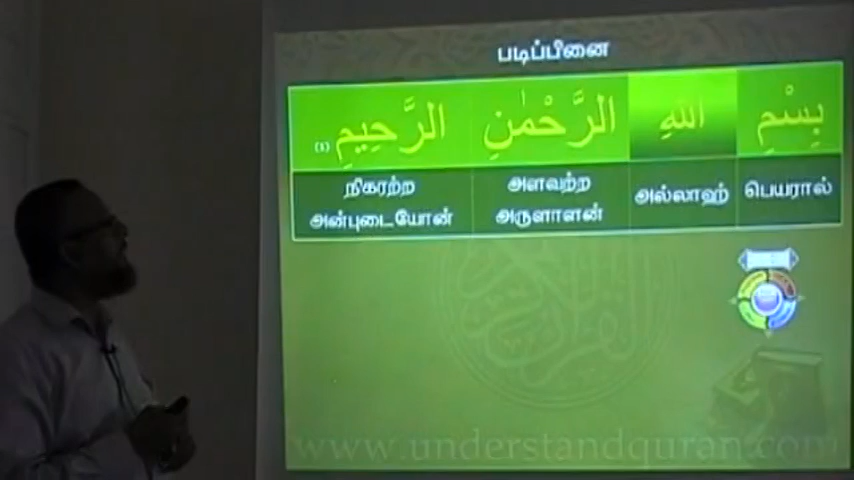 படிப்பினை
بِسْمِ اللهِ الرَّحْمٰنِ الرَّحِيْمِ (1)
பெயரால்
அல்லாஹ்
அளவற்ற
அருளாளன்
நிகரற்ற
அன்புடையோன்
www.understandquran.com